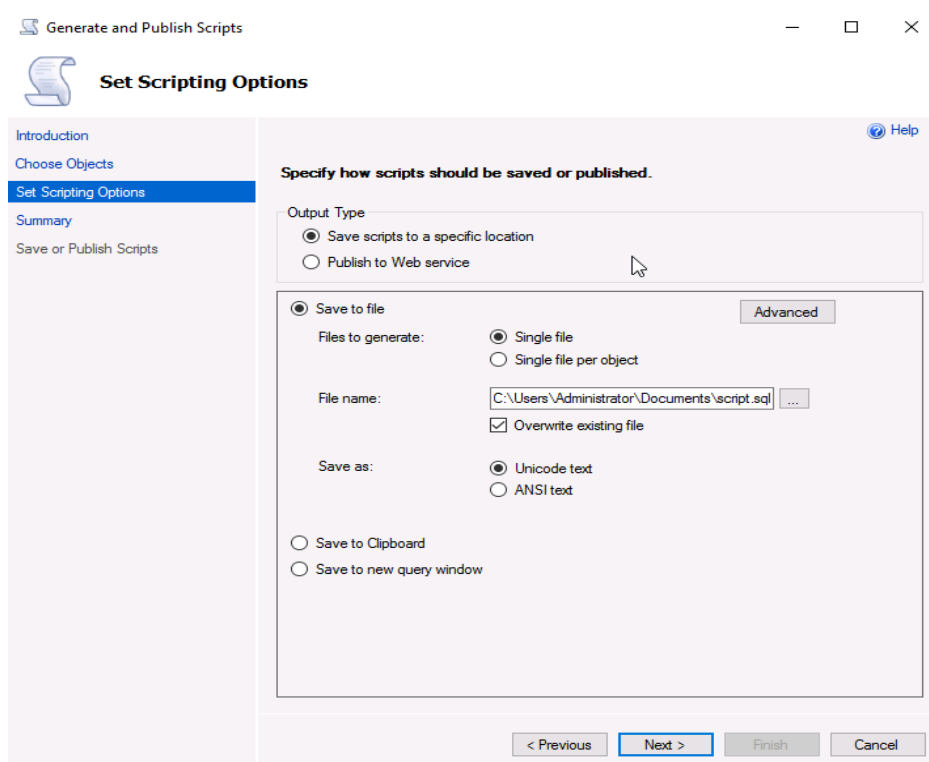 Generate and Publish Scripts
Set Scripting Options
Introduction
Choose Objects
Set Scripting Options
Summary
Save or Publish Scripts
Help
Specify how scripts should be saved or published.
Output Type
Save scripts to a specific location
Publish to Web service
Save to file
Advanced
Files to generate:
Single file
Single file per object
File name:
C:\Users\Administrator\Documents\script.sql
...
Overwrite existing file
Save as:
Unicode text
ANSI text
Save to Clipboard
Save to new query window
< Previous
Next >
Finish
Cancel